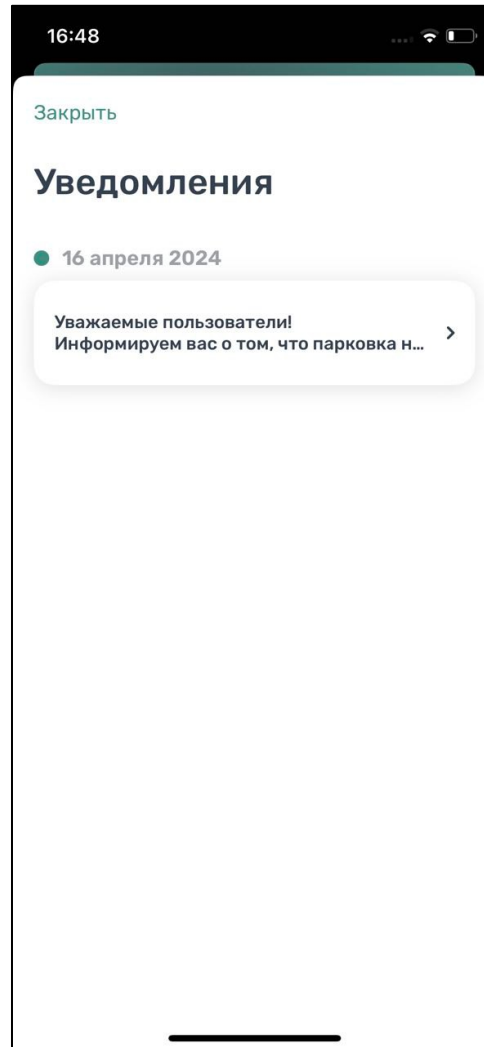 16:48
Закрыть
Уведомления
16 апреля 2024
Уважаемые пользователи!
Информируем вас о том, что парковка н...